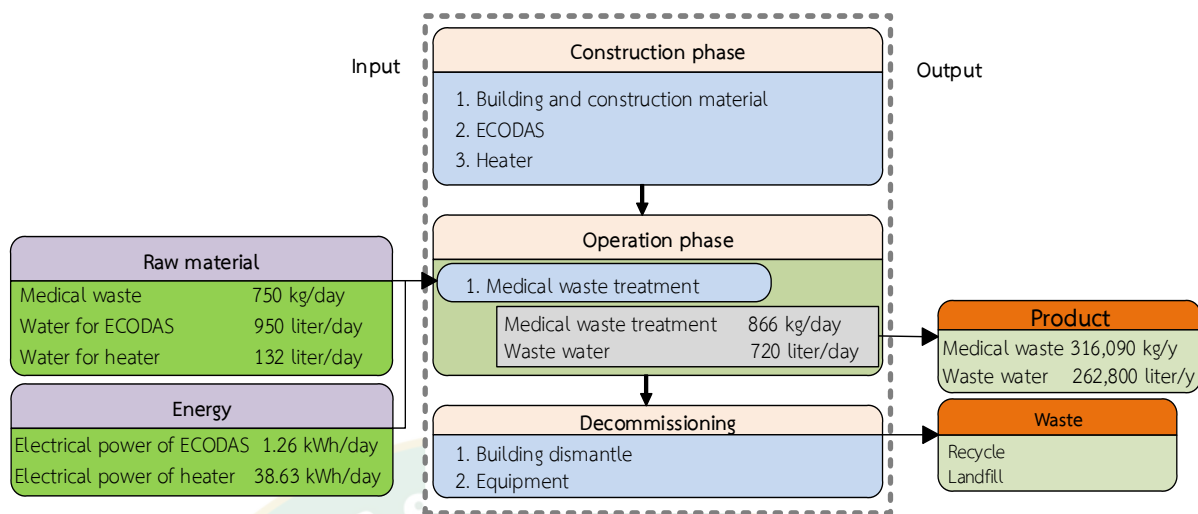 Input
Output
Construction phase
1. Building and construction material
2. ECODAS
3. Heater
Raw material
Medical waste 750 kg/day
Water for ECODAS 950 liter/day
Water for heater 132 liter/day
Energy
Electrical power of ECODAS 1.26 kWh/day
Electrical power of heater 38.63 kWh/day
Operation phase
1. Medical waste treatment
Medical waste treatment 866 kg/day
Waste water 720 liter/day
Product
Medical waste 316,090 kg/y
Waste water 262,800 liter/y
Decommissioning
1. Building dismantle
2. Equipment
Waste
Recycle
Landfill